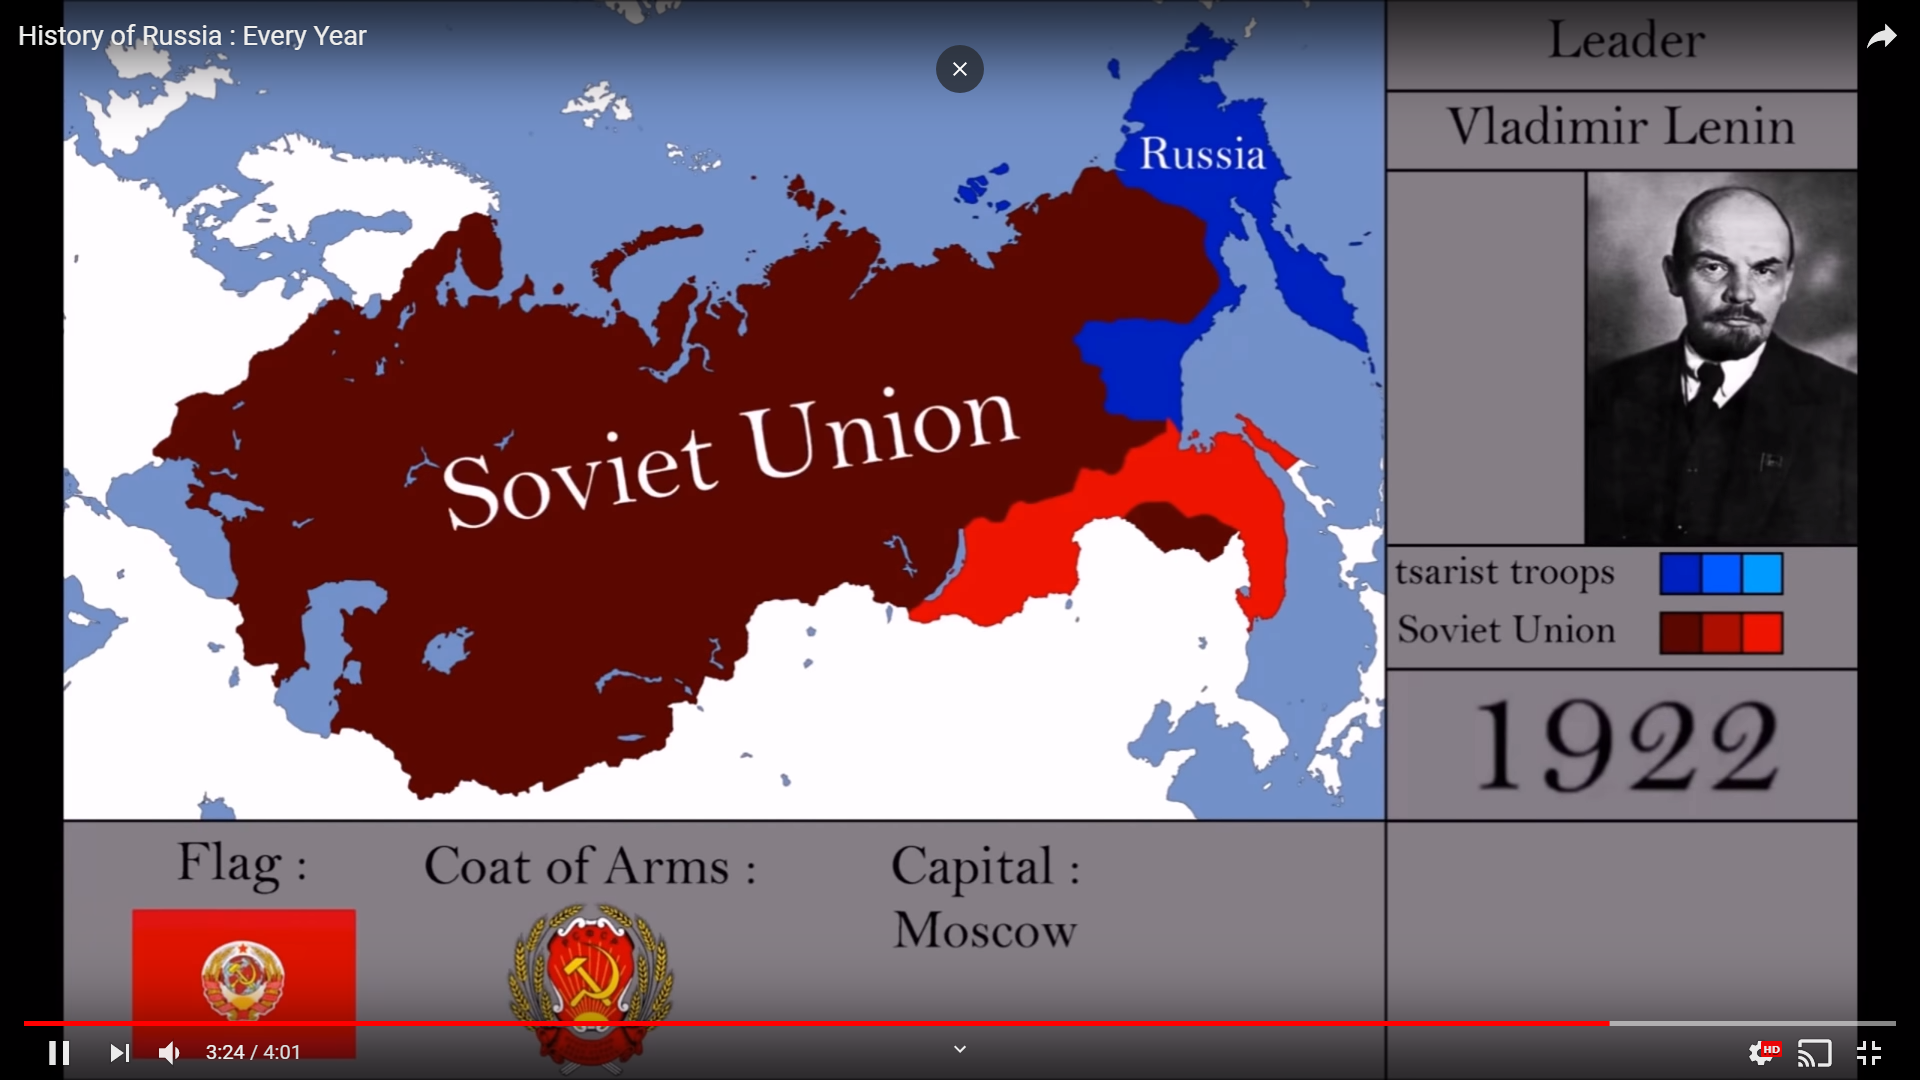 History of Russia : Every Year
Leader
Vladimir Lenin
Russia
Soviet Union
tsarist troops
Soviet Union
1922
Flag :
Coat of Arms :
Capital :
Moscow
3:24 / 4:01
HD